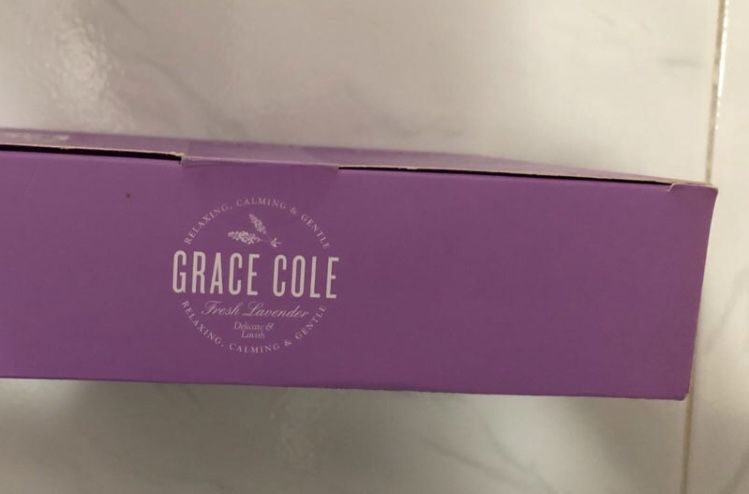 RELAXING, CALMING & GENTLE
GRACE COLE
Fresh Lavender
Delicate &
Lavish
RELAXING, CALMING & GENTLE